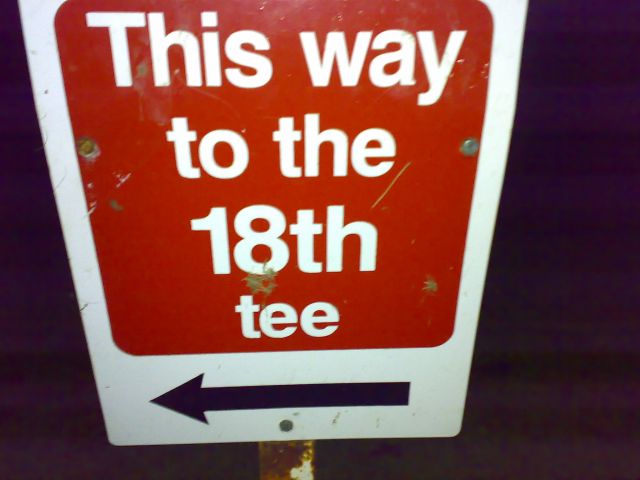 This way
to the
18th
tee